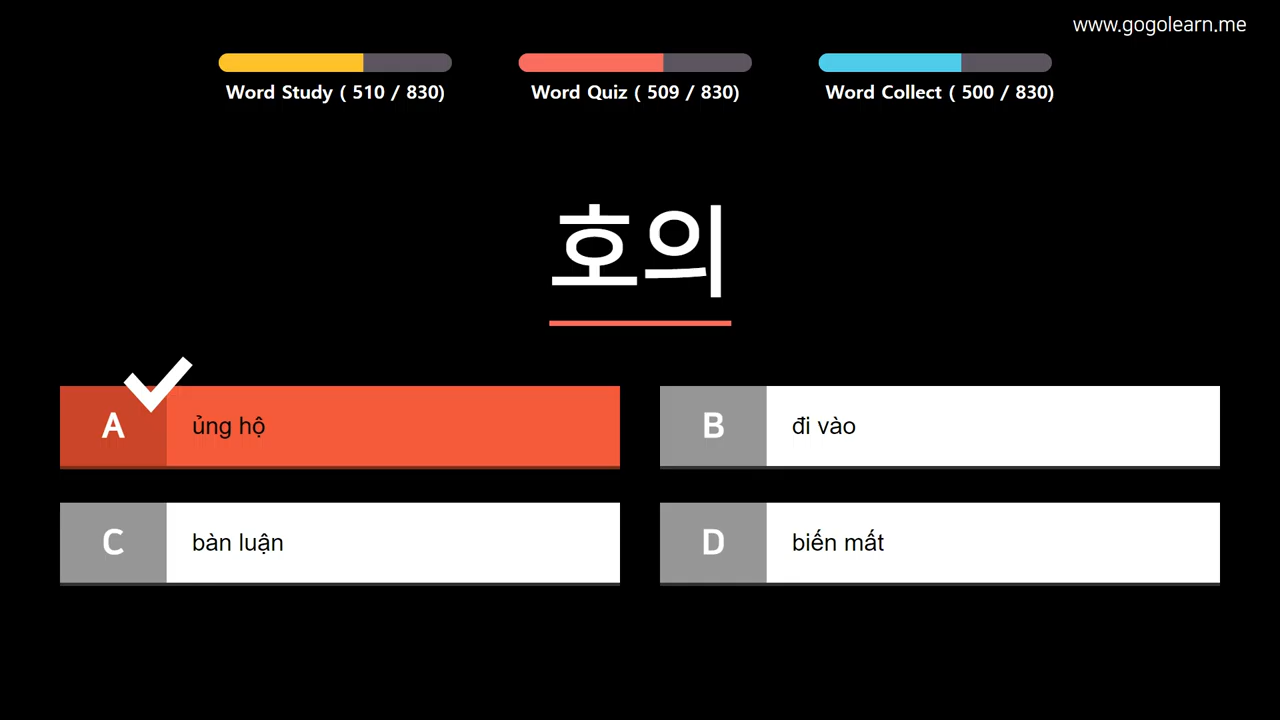 www.gogolearn.me
Word Study ( 510 / 830)
Word Quiz ( 509 / 830)
Word Collect ( 500 / 830)
호의
A ủng hộ
B đi vào
C bàn luận
D biến mất